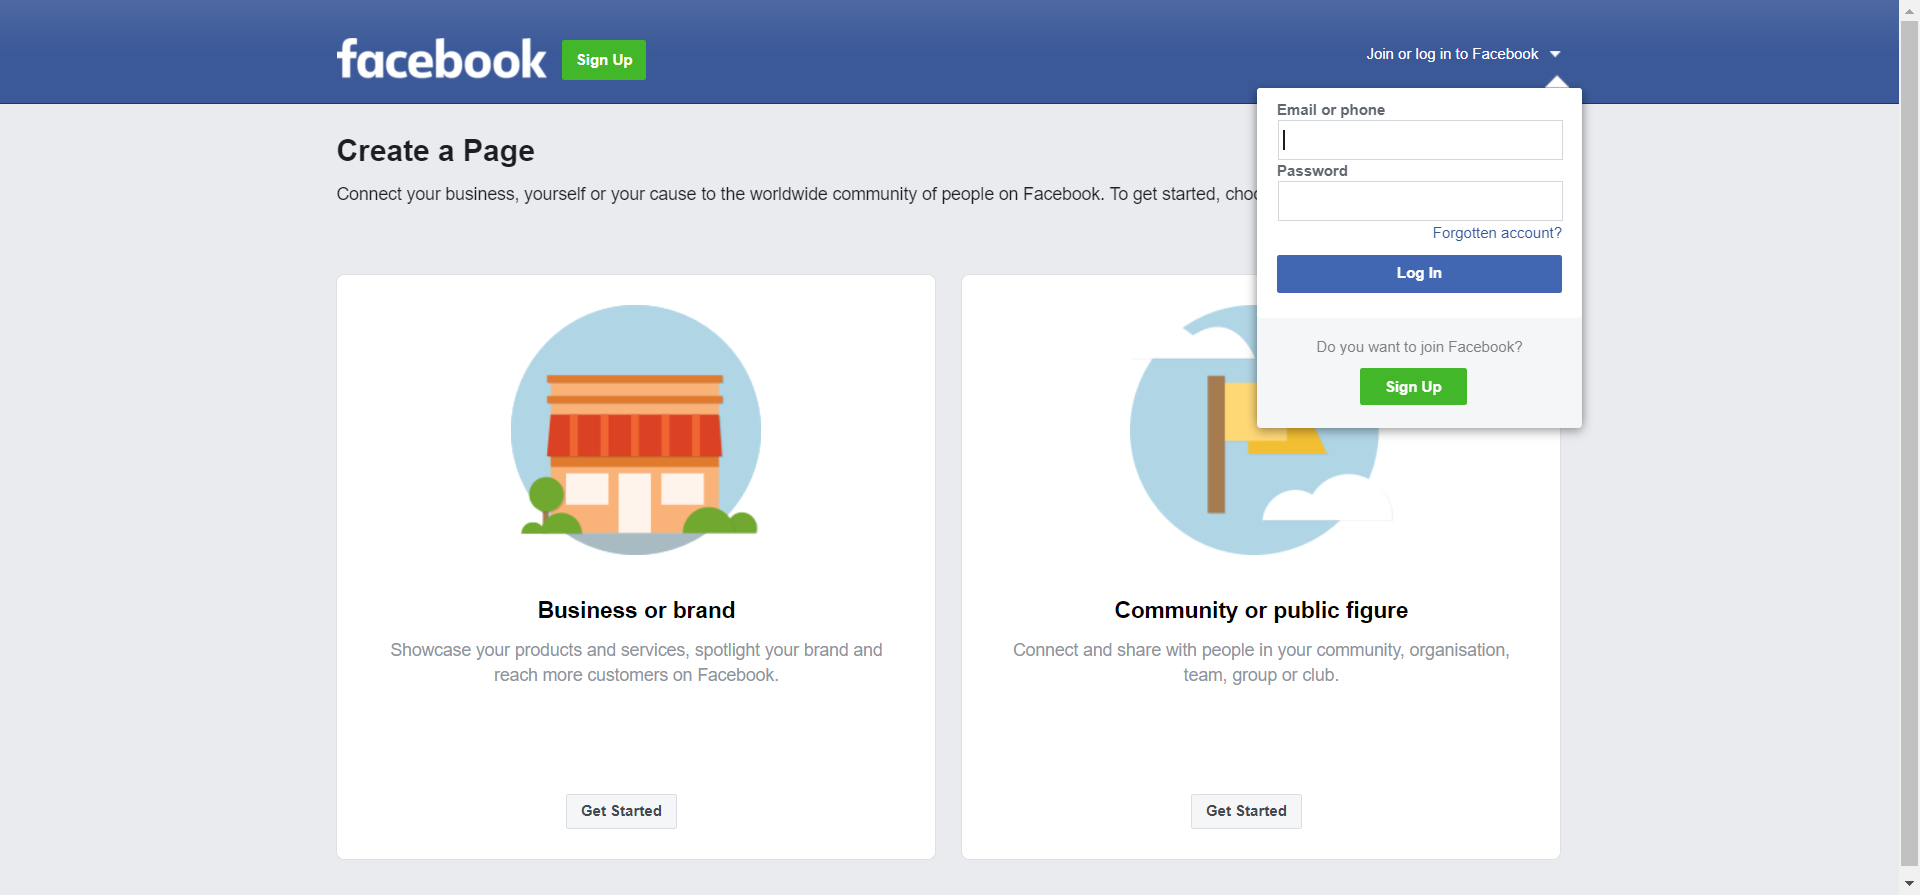 facebook
Sign Up
Join or log in to Facebook
Email or phone
Password
Forgotten account?
Log In
Do you want to join Facebook?
Sign Up
Create a Page
Connect your business, yourself or your cause to the worldwide community of people on Facebook. To get started,
Business or brand
Showcase your products and services, spotlight your brand and
reach more customers on Facebook.
Get Started
Community or public figure
Connect and share with people in your community, organisation,
team, group or club.
Get Started